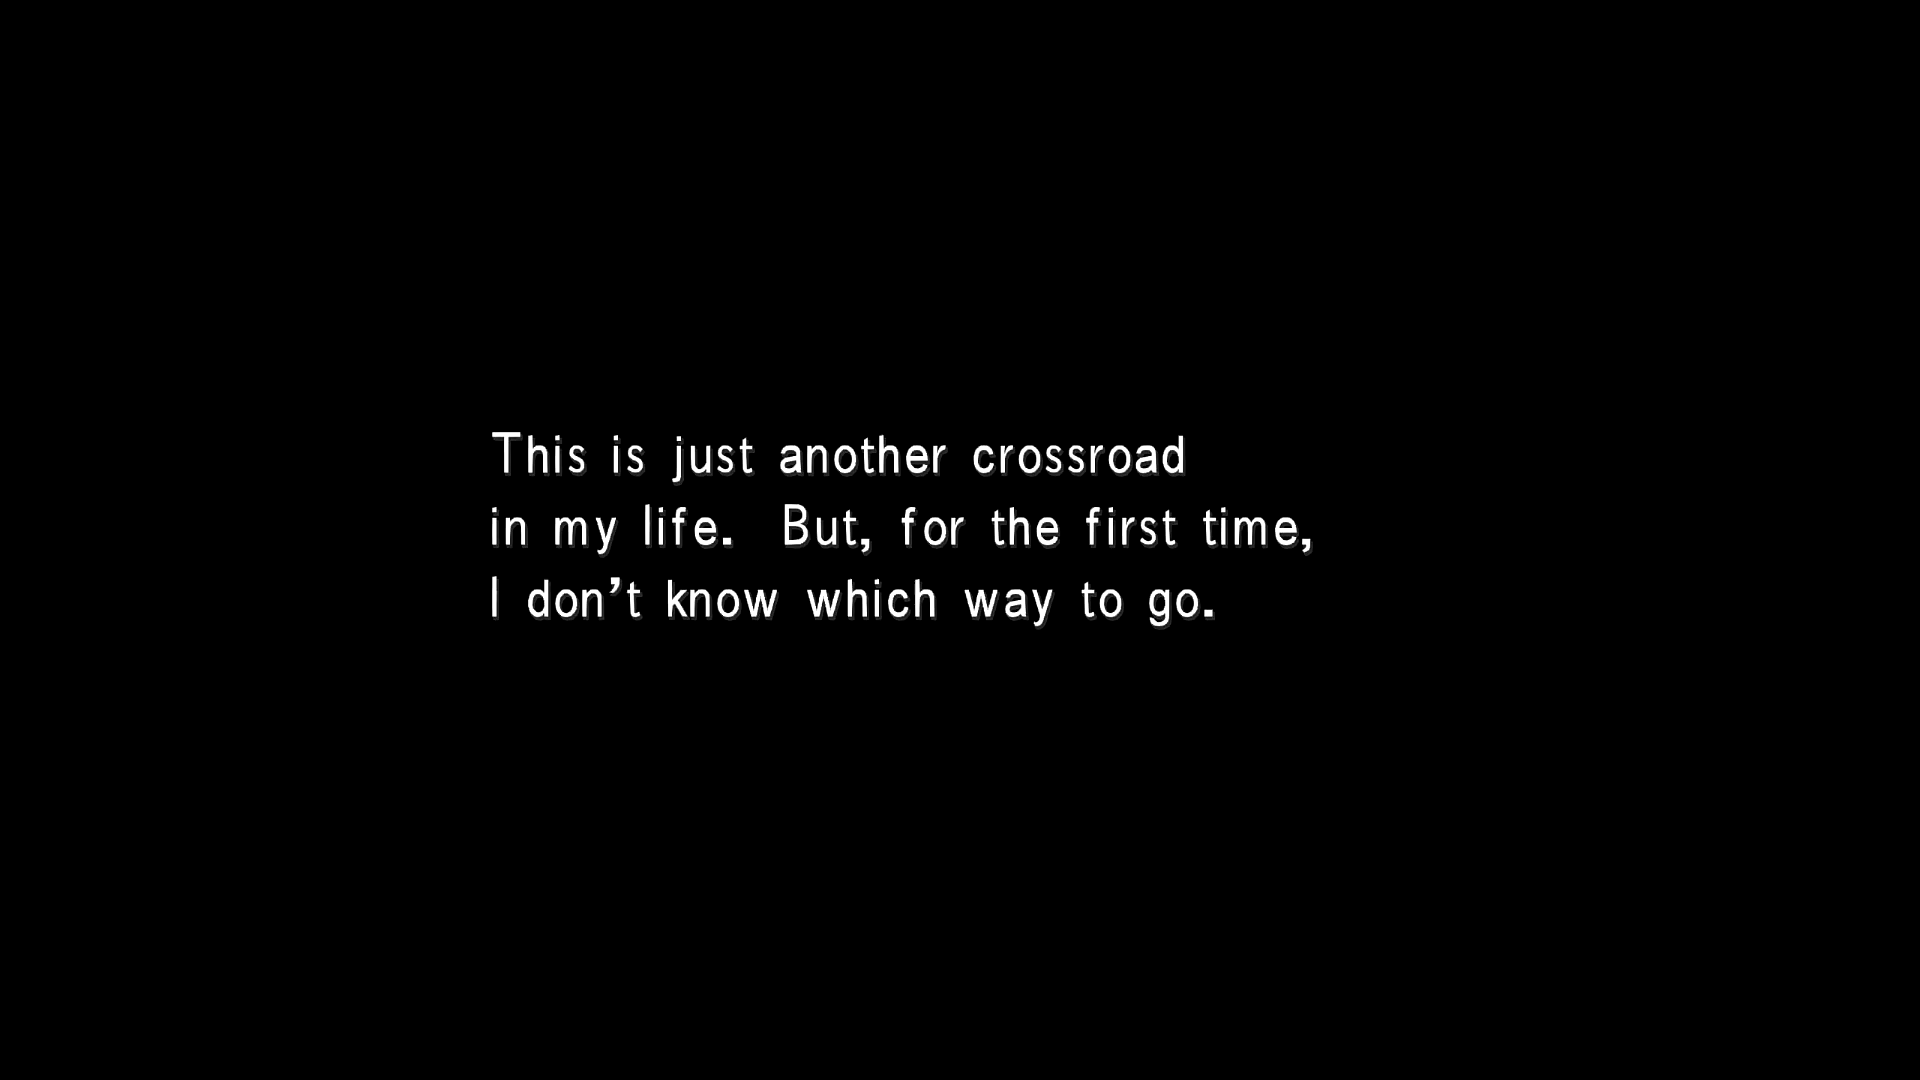 This is just another crossroad
in my life.  But, for the first time,
I don't know which way to go.